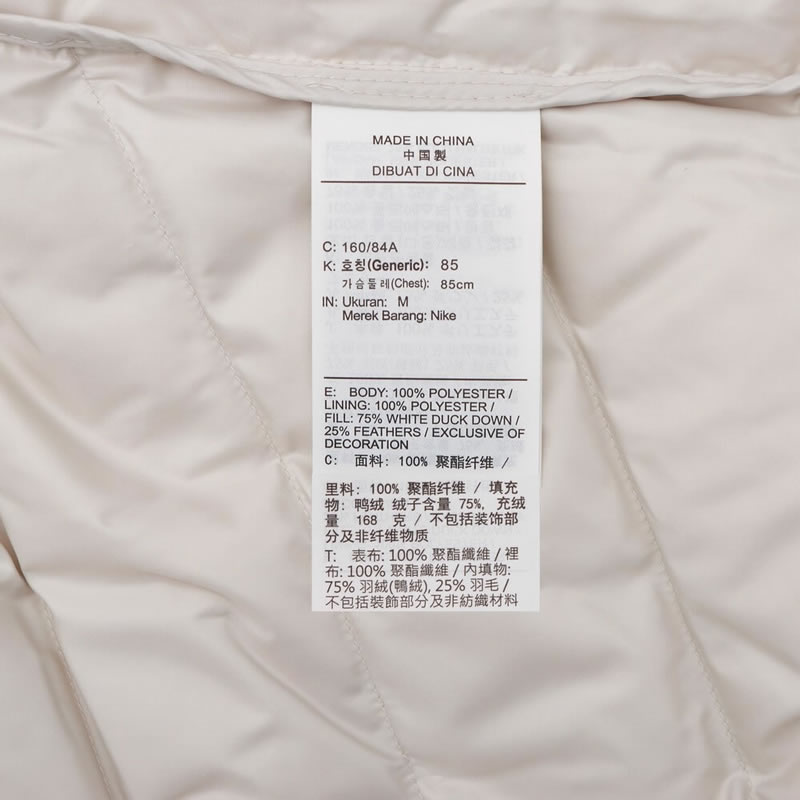 MADE IN CHINA
中国製
DIBUAT DI CINA
C: 160/84A
K: 호칭(Generic): 85
가슴둘레(Chest): 85cm
IN: Ukuran: M
Merek Barang: Nike
E: BODY: 100% POLYESTER /
LINING: 100% POLYESTER /
FILL: 75% WHITE DUCK DOWN /
25% FEATHERS / EXCLUSIVE OF
DECORATION
C: 面料: 100% 聚酯纤维 /
里料: 100% 聚酯纤维 / 填充
物: 鸭绒 绒子含量 75%, 充绒
量 168 克 / 不包括装饰部
分及非纤维物质
T: 表布: 100% 聚酯纖維 / 裡
布: 100% 聚酯纖維 / 內填物:
75% 羽絨(鴨絨), 25% 羽毛 /
不包括裝飾部分及非紡織材料